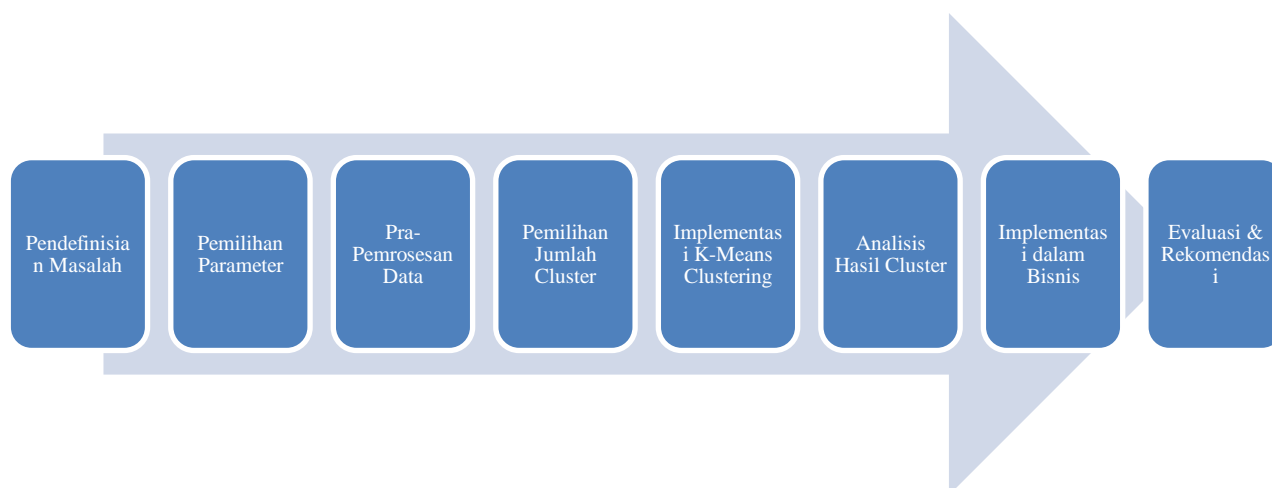 Pendefinisia
n Masalah
Pemilihan
Parameter
Pra-
Pemrosesan
Data
Pemilihan
Jumlah
Cluster
Implementas
i K-Means
Clustering
Analisis
Hasil Cluster
Implementas
i dalam
Bisnis
Evaluasi &
Rekomendas
i